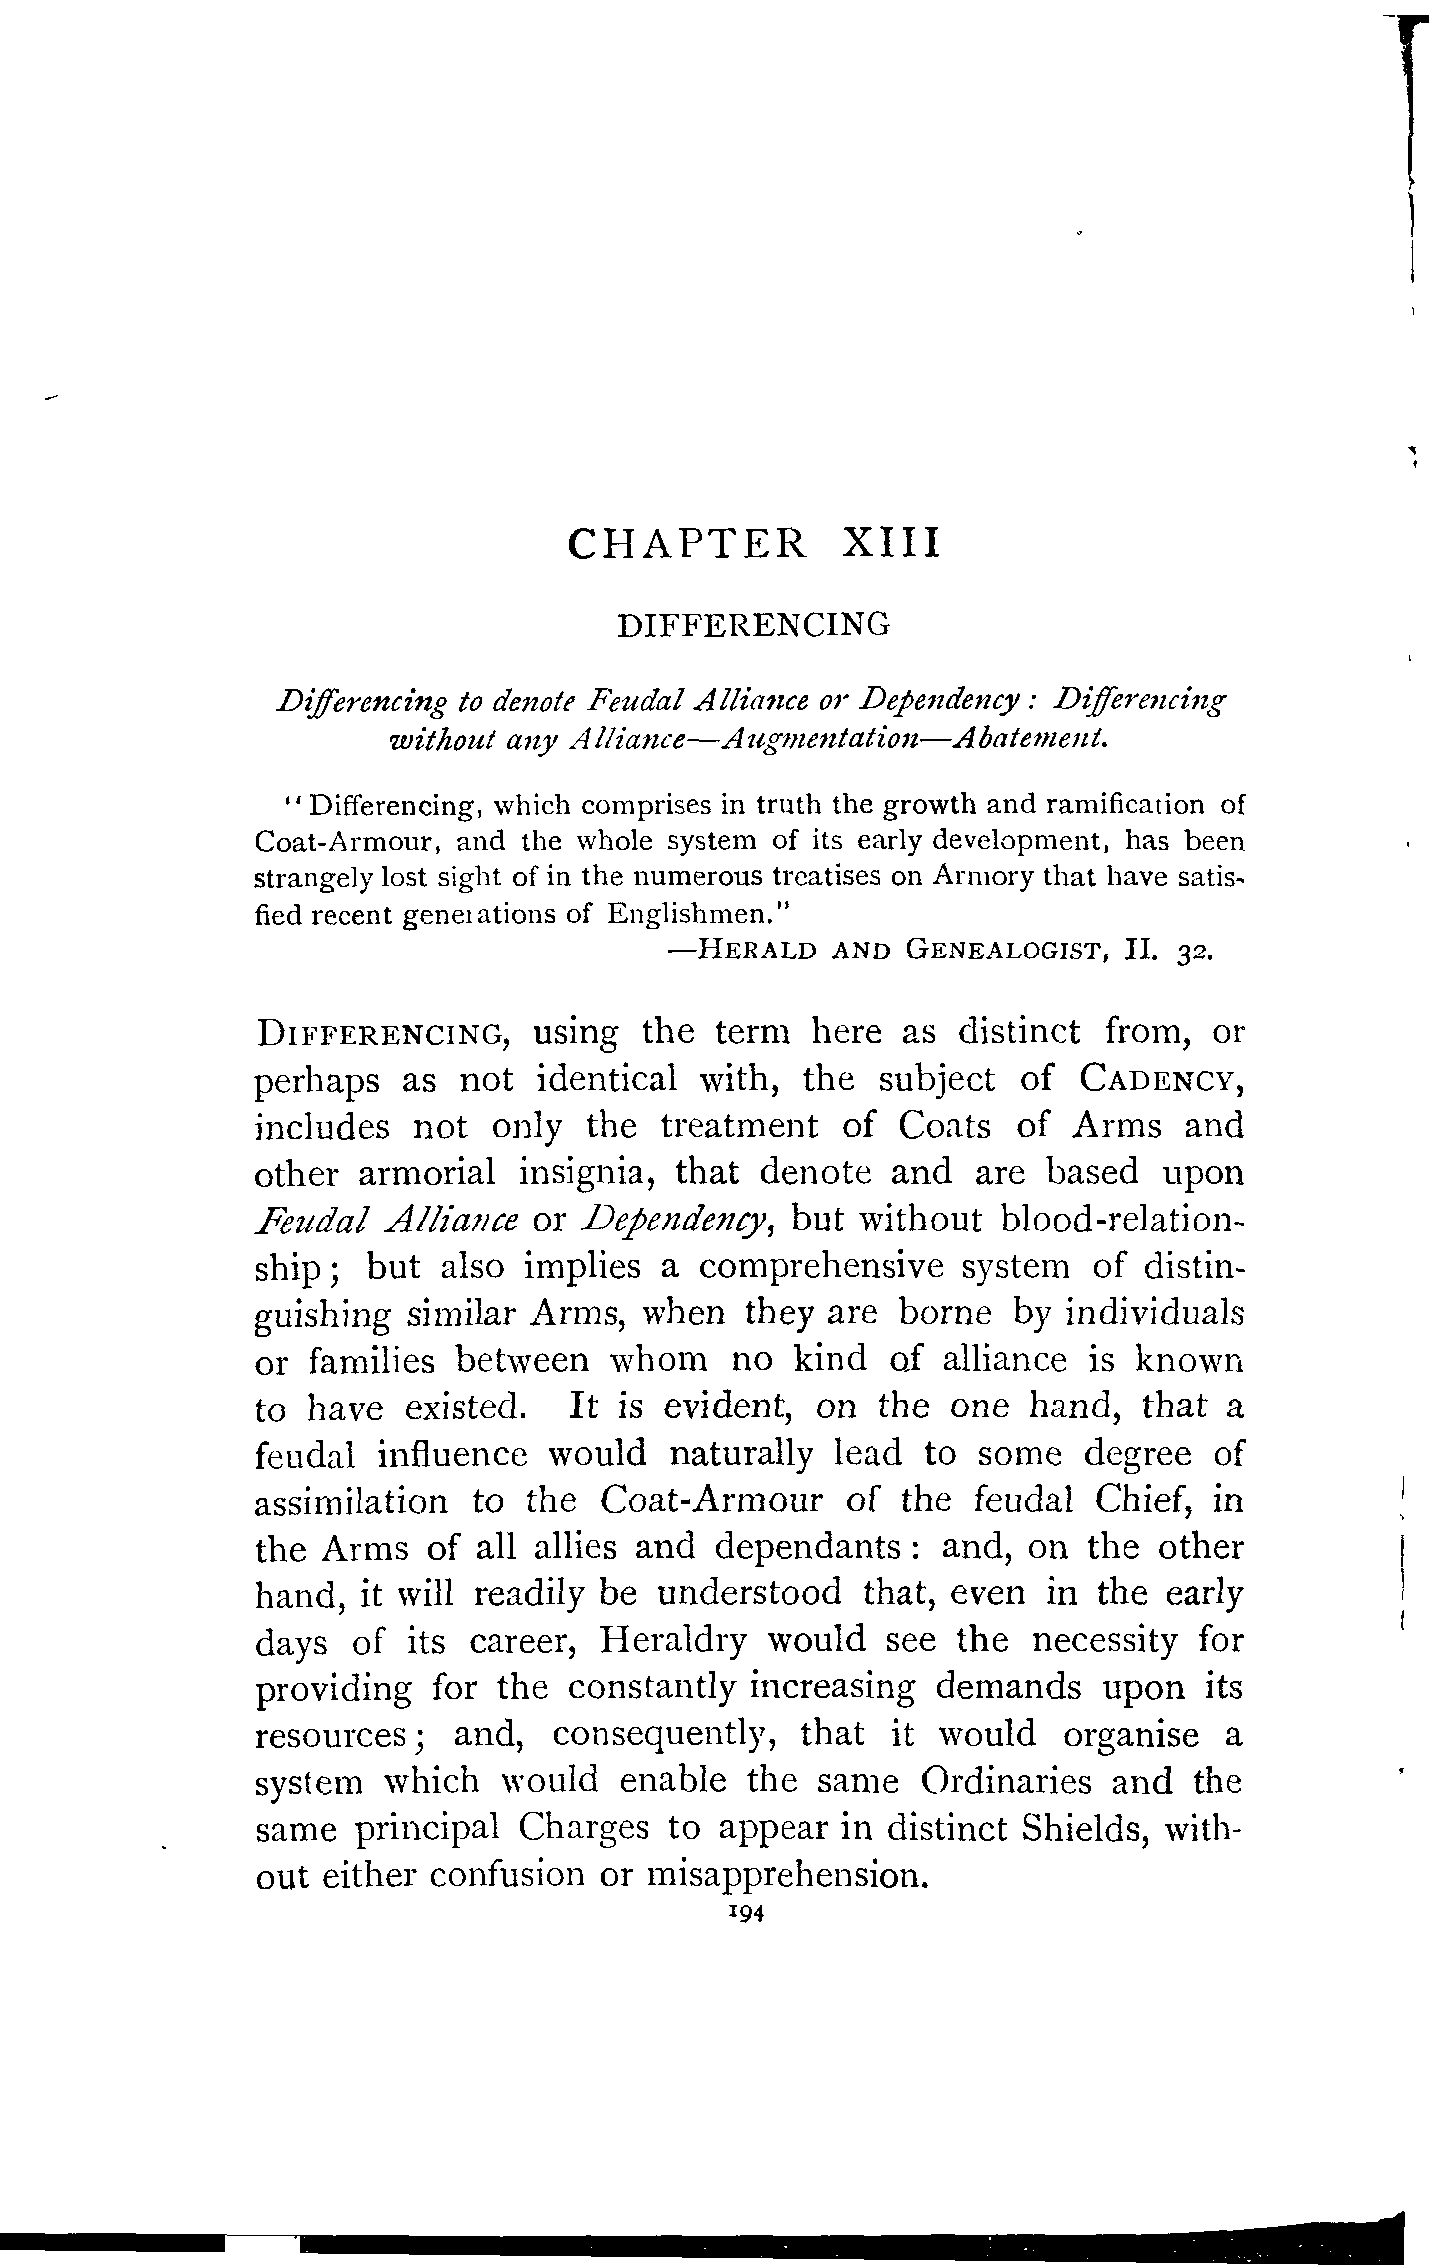 CHAPTER XIII
DIFFERENCING
Differencing to denote Feudal Alliance or Dependency : Differencing
without any Alliance—Augmentation—Abatement.
"Differencing, which comprises in truth the growth and ramification of
Coat-Armour, and the whole system of its early development, has been
strangely lost sight of in the numerous treatises on Armory that have satis-
fied recent generations of Englishmen."
—HERALD AND GENEALOGIST, II. 32.
DIFFERENCING, using the term here as distinct from, or
perhaps as not identical with, the subject of CADENCY,
includes not only the treatment of Coats of Arms and
other armorial insignia, that denote and are based upon
Feudal Alliance or Dependency, but without blood-relation-
ship; but also implies a comprehensive system of distin-
guishing similar Arms, when they are borne by individuals
or families between whom no kind of alliance is known
to have existed. It is evident, on the one hand, that a
feudal influence would naturally lead to some degree of
assimilation to the Coat-Armour of the feudal Chief, in
the Arms of all allies and dependants : and, on the other
hand, it will readily be understood that, even in the early
days of its career, Heraldry would see the necessity for
providing for the constantly increasing demands upon its
resources; and, consequently, that it would organise a
system which would enable the same Ordinaries and the
same principal Charges to appear in distinct Shields, with-
out either confusion or misapprehension.
194